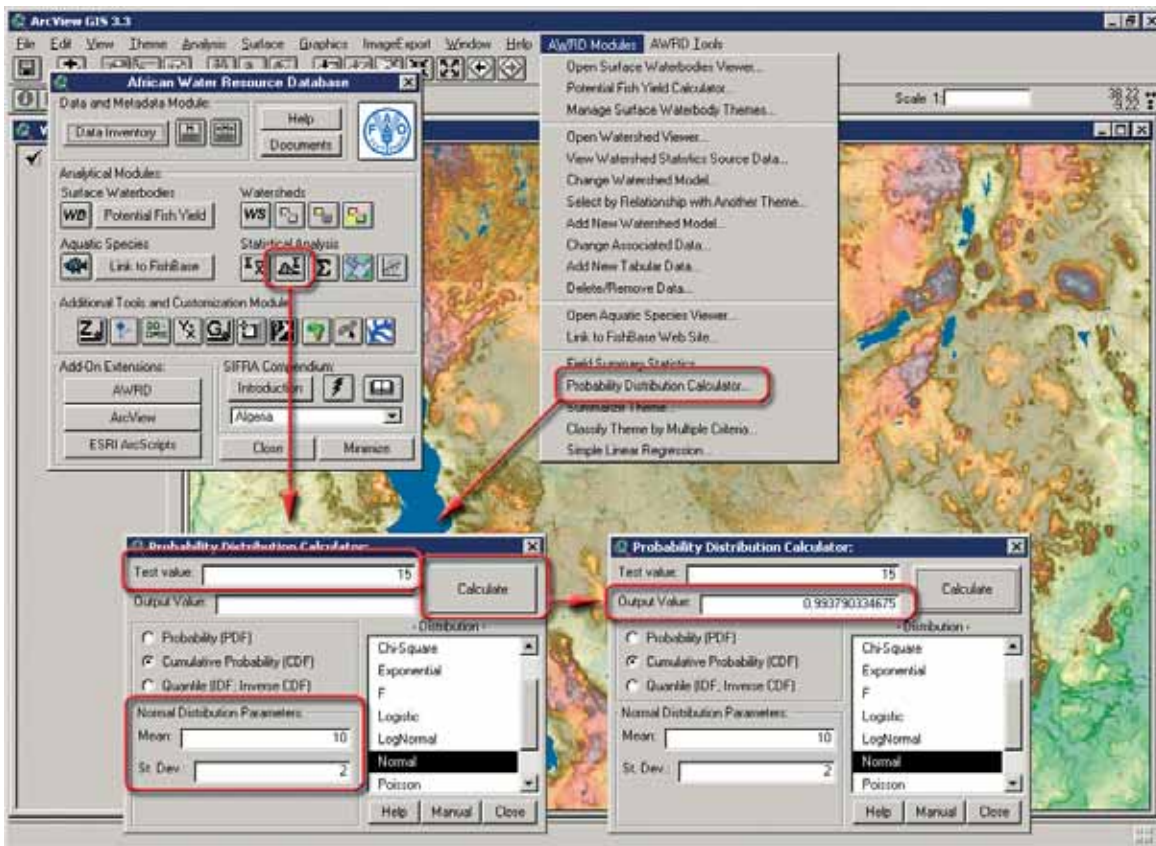 ArcView GIS 3.3
File Edit View Theme Analysis Surface Graphics ImageExport Window Help AWRD Modules AWRD Tools
Scale 1:
38.22
African Water Resource Database
Data and Metadata Module:
Data Inventory
Help
Documents
Analytical Modules:
Surface Waterbodies
Watersheds
WB
Potential Fish Yield
WS
Aquatic Species
Statistical Analysis
Link to FishBase
Additional Tools and Customization Module
Add-On Extensions:
SIFRA Compendium:
AWRD
Introduction
ArcView
Algeria
ESRI ArcScripts
Close
Minimize
Open Surface Waterbodies Viewer...
Potential Fish Yield Calculator...
Manage Surface Waterbody Themes...
Open Watershed Viewer...
View Watershed Statistics Source Data...
Change Watershed Model...
Select by Relationship with Another Theme...
Add New Watershed Model...
Change Associated Data...
Add New Tabular Data...
Delete/Remove Data...
Open Aquatic Species Viewer...
Link to FishBase Web Site...
Field Summary Statistics...
Probability Distribution Calculator...
Summarize Theme...
Classify Theme by Multiple Criteria...
Simple Linear Regression...
Probability Distribution Calculator:
Test value: 15
Calculate
Output Value:
Probability (PDF)
Cumulative Probability (CDF)
Quantile (IDF; Inverse CDF)
Normal Distribution Parameters:
Mean: 10
St. Dev.: 2
- Distribution -
Chi-Square
Exponential
F
Logistic
LogNormal
Normal
Poisson
Help Manual Close
Probability Distribution Calculator:
Test value: 15
Calculate
Output Value: 0.993790334675
Probability (PDF)
Cumulative Probability (CDF)
Quantile (IDF; Inverse CDF)
Normal Distribution Parameters:
Mean: 10
St. Dev.: 2
- Distribution -
Chi-Square
Exponential
F
Logistic
LogNormal
Normal
Poisson
Help Manual Close